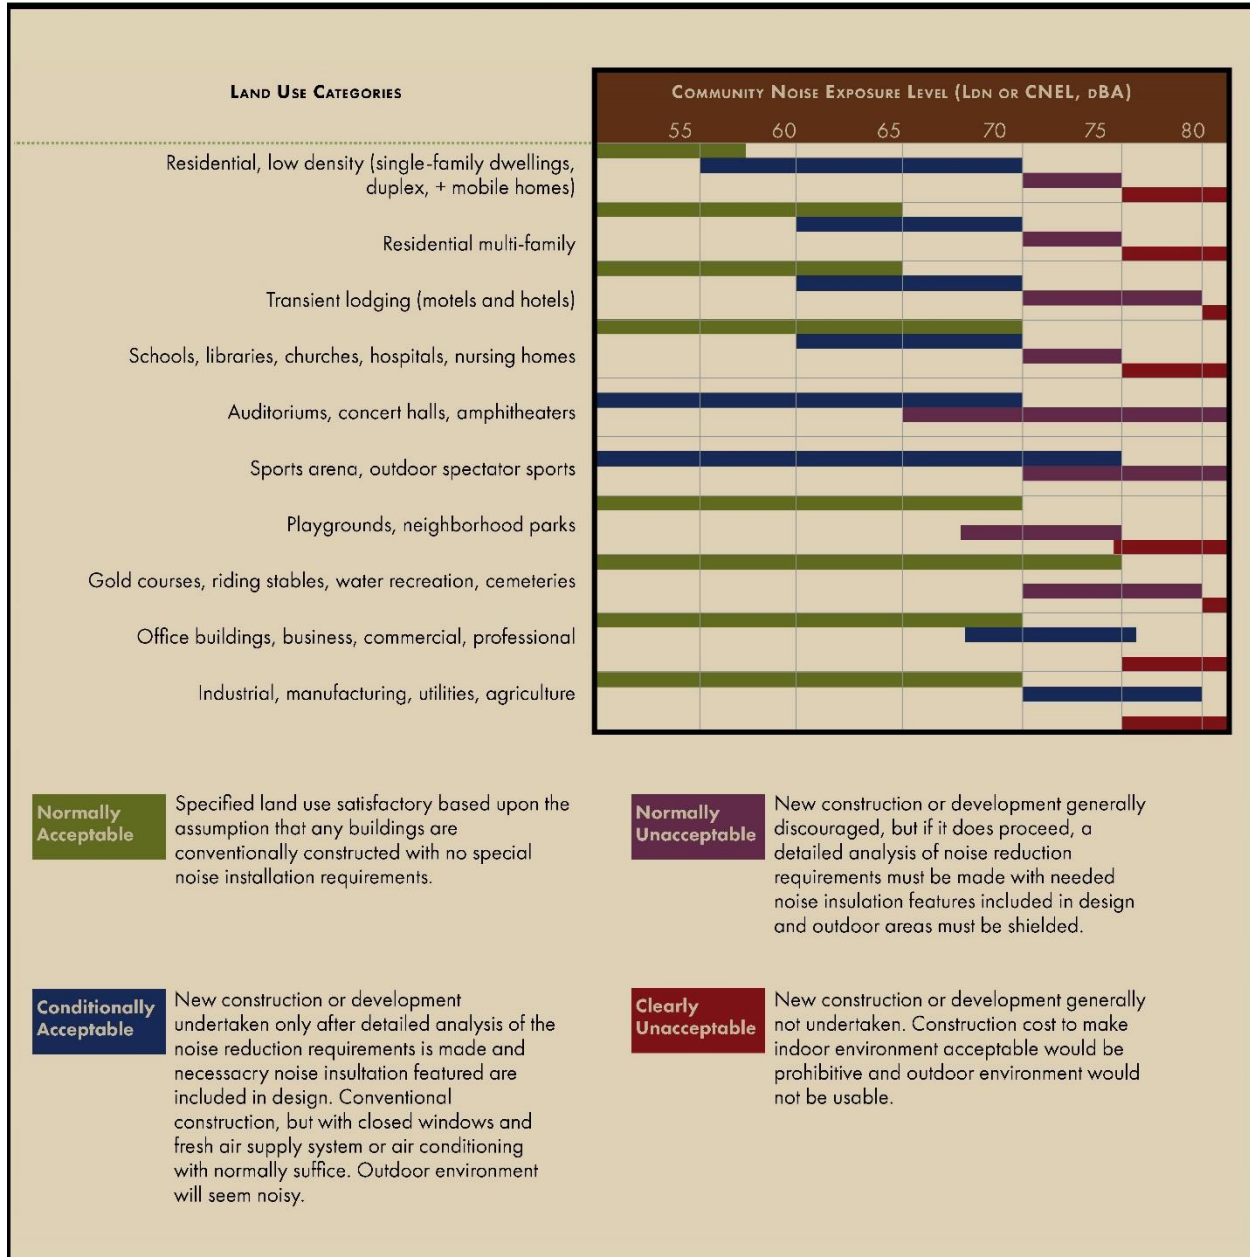 LAND USE CATEGORIES
COMMUNITY NOISE EXPOSURE LEVEL (LDN OR CNEL, DBA)
55 60 65 70 75 80
Residential, low density (single-family dwellings,
duplex, + mobile homes)
Residential multi-family
Transient lodging (motels and hotels)
Schools, libraries, churches, hospitals, nursing homes
Auditoriums, concert halls, amphitheaters
Sports arena, outdoor spectator sports
Playgrounds, neighborhood parks
Gold courses, riding stables, water recreation, cemeteries
Office buildings, business, commercial, professional
Industrial, manufacturing, utilities, agriculture
Normally
Acceptable
Specified land use satisfactory based upon the
assumption that any buildings are
conventionally constructed with no special
noise installation requirements.
Normally
Unacceptable
New construction or development generally
discouraged, but if it does proceed, a
detailed analysis of noise reduction
requirements must be made with needed
noise insulation features included in design
and outdoor areas must be shielded.
Conditionally
Acceptable
New construction or development
undertaken only after detailed analysis of the
noise reduction requirements is made and
necessacry noise insultation featured are
included in design. Conventional
construction, but with closed windows and
fresh air supply system or air conditioning
with normally suffice. Outdoor environment
will seem noisy.
Clearly
Unacceptable
New construction or development generally
not undertaken. Construction cost to make
indoor environment acceptable would be
prohibitive and outdoor environment would
not be usable.